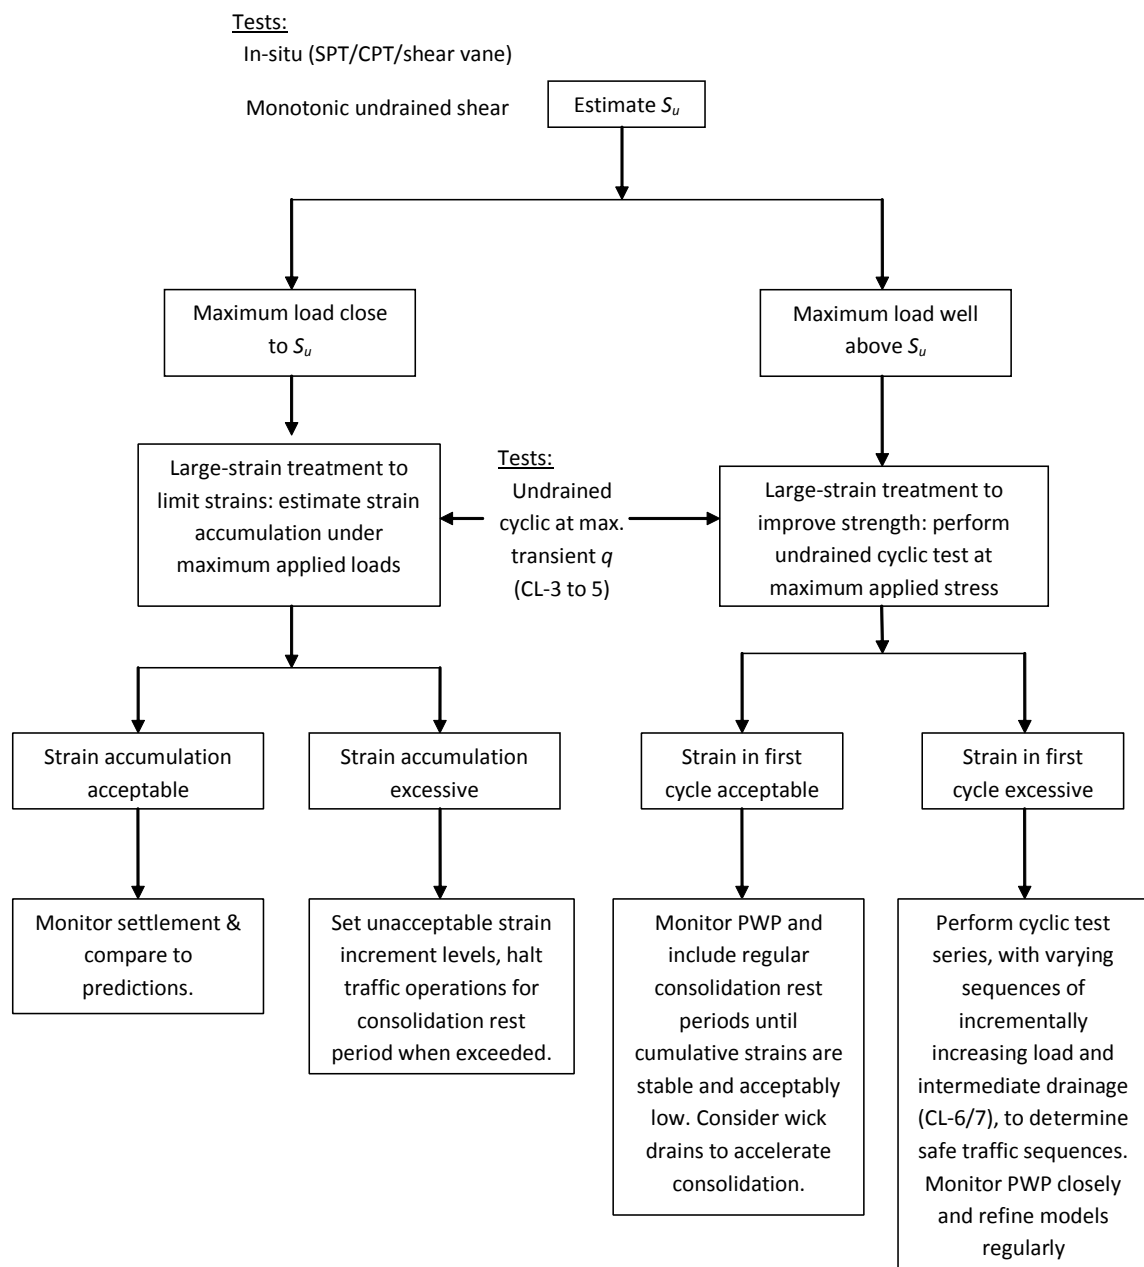 Tests:
In-situ (SPT/CPT/shear vane)
Monotonic undrained shear
Estimate Su
Maximum load close
to Su
Maximum load well
above Su
Large-strain treatment to
limit strains: estimate strain
accumulation under
maximum applied loads
Tests:
Undrained
cyclic at max.
transient q
(CL-3 to 5)
Large-strain treatment to
improve strength: perform
undrained cyclic test at
maximum applied stress
Strain accumulation
acceptable
Strain accumulation
excessive
Strain in first
cycle acceptable
Strain in first
cycle excessive
Monitor settlement &
compare to
predictions.
Set unacceptable strain
increment levels, halt
traffic operations for
consolidation rest
period when exceeded.
Monitor PWP and
include regular
consolidation rest
periods until
cumulative strains are
stable and acceptably
low. Consider wick
drains to accelerate
consolidation.
Perform cyclic test
series, with varying
sequences of
incrementally
increasing load and
intermediate drainage
(CL-6/7), to determine
safe traffic sequences.
Monitor PWP closely
and refine models
regularly